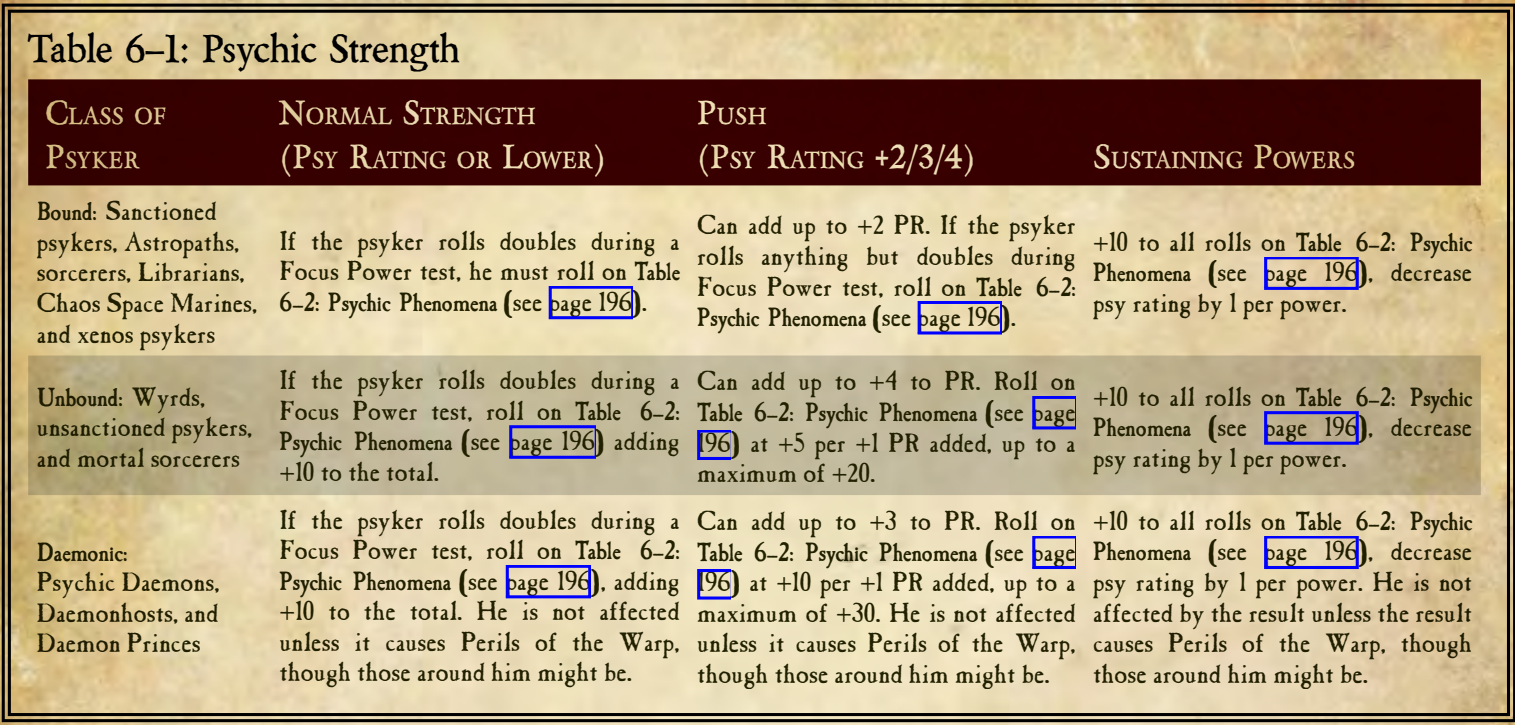 Table 6–1: Psychic Strength
Class of
Psyker
Normal Strength
(Psy Rating or Lower)
Push
(Psy Rating +2/3/4)
Sustaining Powers
Bound: Sanctioned
psykers, Astropaths,
sorcerers, Librarians,
Chaos Space Marines,
and xenos psykers
If the psyker rolls doubles during a
Focus Power test, he must roll on Table
6–2: Psychic Phenomena (see page 196).
Can add up to +2 PR. If the psyker
rolls anything but doubles during
Focus Power test, roll on Table 6–2:
Psychic Phenomena (see page 196).
+10 to all rolls on Table 6–2: Psychic
Phenomena (see page 196), decrease
psy rating by 1 per power.
Unbound: Wyrds,
unsanctioned psykers,
and mortal sorcerers
If the psyker rolls doubles during a
Focus Power test, roll on Table 6–2:
Psychic Phenomena (see page 196) adding
+10 to the total.
Can add up to +4 to PR. Roll on
Table 6–2: Psychic Phenomena (see page
196) at +5 per +1 PR added, up to a
maximum of +20.
+10 to all rolls on Table 6–2: Psychic
Phenomena (see page 196), decrease
psy rating by 1 per power.
Daemonic:
Psychic Daemons,
Daemonhosts, and
Daemon Princes
If the psyker rolls doubles during a
Focus Power test, roll on Table 6–2:
Psychic Phenomena (see page 196), adding
+10 to the total. He is not affected
unless it causes Perils of the Warp,
though those around him might be.
Can add up to +3 to PR. Roll on
Table 6–2: Psychic Phenomena (see page
196) at +10 per +1 PR added, up to a
maximum of +30. He is not affected
unless it causes Perils of the Warp,
though those around him might be.
+10 to all rolls on Table 6–2: Psychic
Phenomena (see page 196), decrease
psy rating by 1 per power. He is not
affected by the result unless the result
causes Perils of the Warp, though
those around him might be.